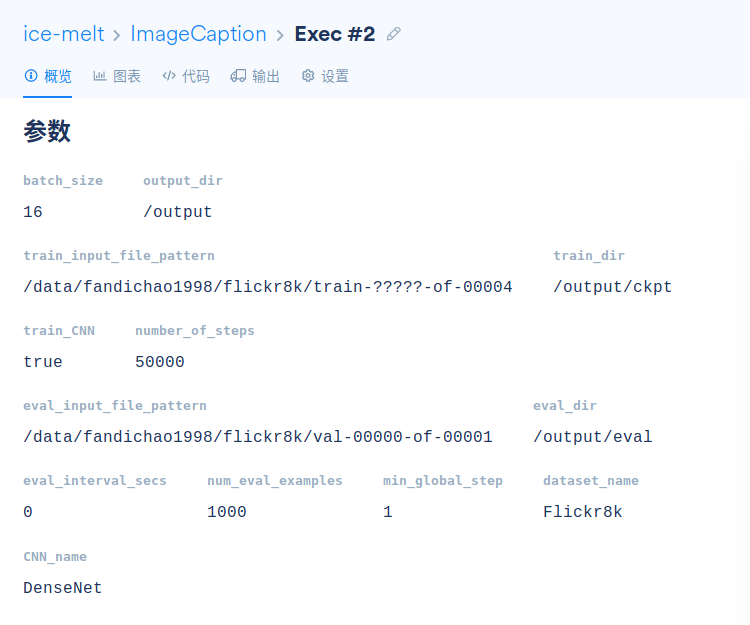 ice-melt > ImageCaption > Exec #2
概览 图表 代码 输出 设置
参数
batch_size output_dir
16 /output
train_input_file_pattern train_dir
/data/fandichao1998/flickr8k/train-?????-of-00004 /output/ckpt
train_CNN number_of_steps
true 50000
eval_input_file_pattern eval_dir
/data/fandichao1998/flickr8k/val-00000-of-00001 /output/eval
eval_interval_secs num_eval_examples min_global_step dataset_name
0 1000 1 Flickr8k
CNN_name
DenseNet